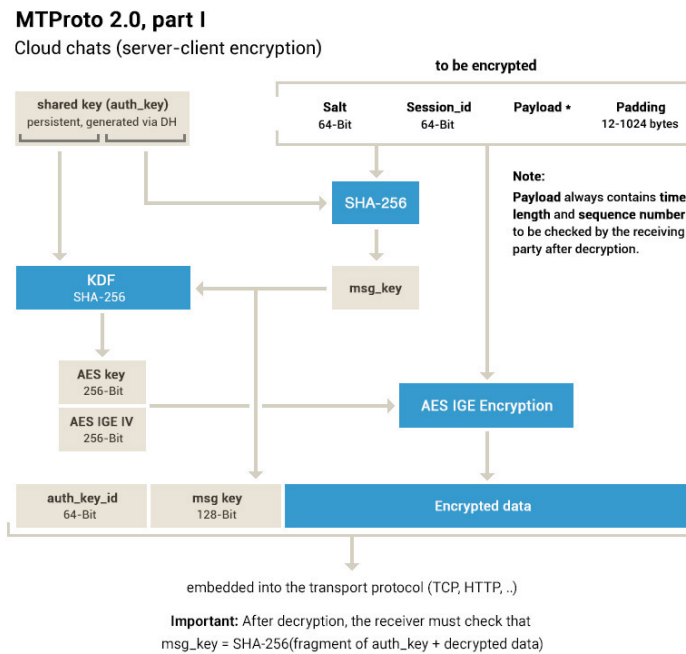 MTProto 2.0, part I
Cloud chats (server-client encryption)
to be encrypted
shared key (auth_key)
persistent, generated via DH
Salt
64-Bit
Session_id
64-Bit
Payload *
Padding
12-1024 bytes
Note:
Payload always contains time
length and sequence number
to be checked by the receiving
party after decryption.
SHA-256
KDF
SHA-256
msg_key
AES key
256-Bit
AES IGE IV
256-Bit
AES IGE Encryption
auth_key_id
64-Bit
msg key
128-Bit
Encrypted data
embedded into the transport protocol (TCP, HTTP, ..)
Important: After decryption, the receiver must check that
msg_key = SHA-256(fragment of auth_key + decrypted data)